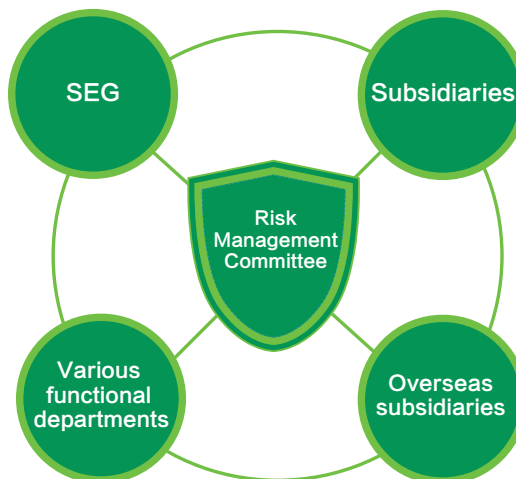 SEG
Subsidiaries
Risk
Management
Committee
Various
functional
departments
Overseas
subsidiaries